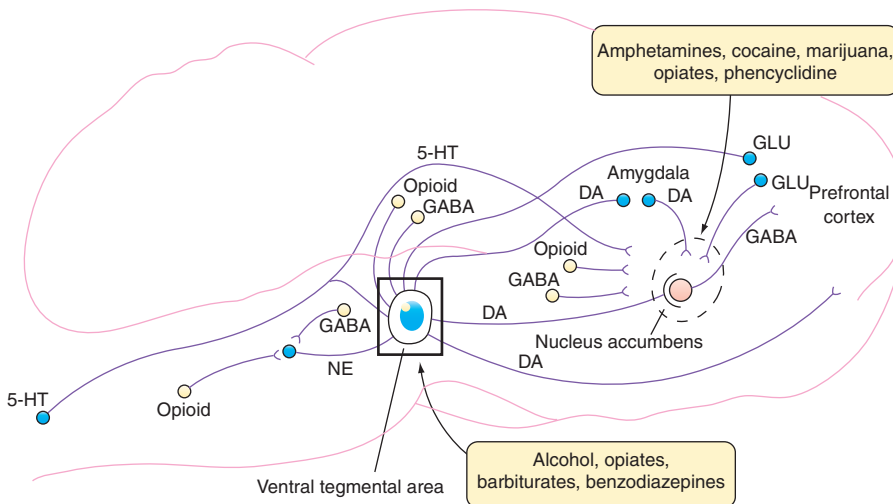 Amphetamines, cocaine, marijuana,
opiates, phencyclidine
5-HT
GLU
Amygdala
Opioid
DA
DA
GLU
Prefrontal
cortex
GABA
GABA
Opioid
GABA
GABA
DA
Nucleus accumbens
NE
DA
5-HT
Opioid
Alcohol, opiates,
barbiturates, benzodiazepines
Ventral tegmental area